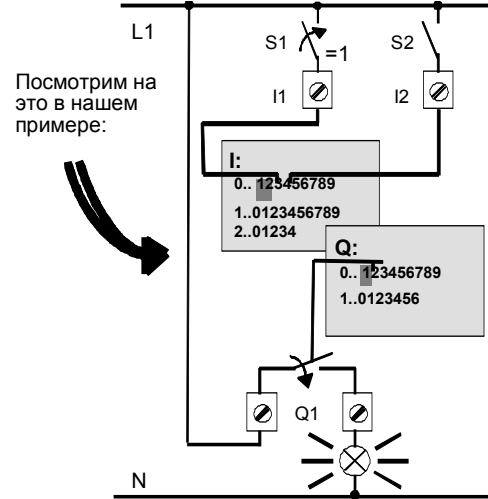 L1
S1
=1
S2
Посмотрим на
это в нашем
примере:
I1
I2
I:
0.. 123456789
1..0123456789
2..01234
Q:
0.. 123456789
1..0123456
Q1
N